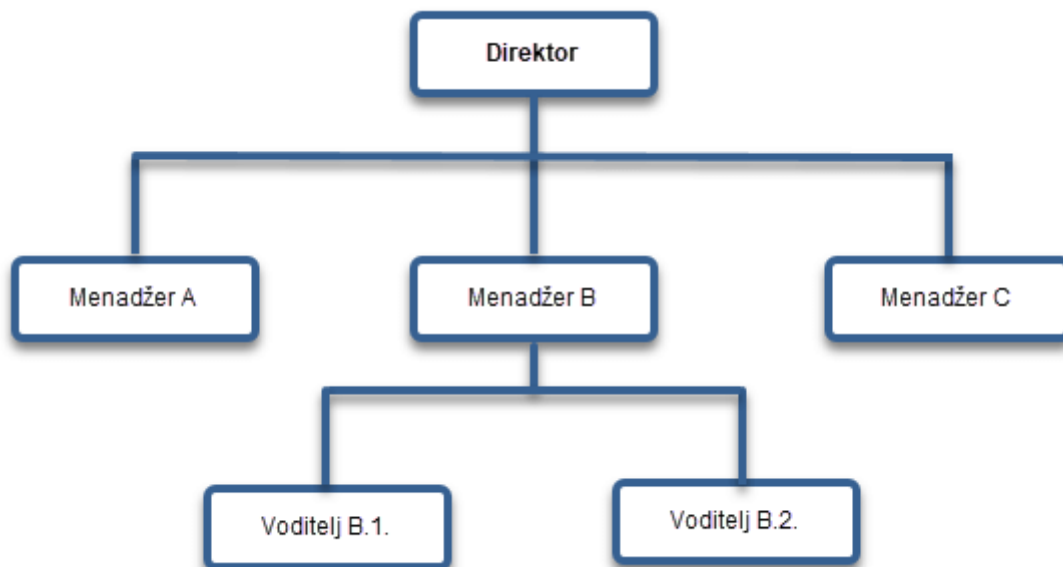 Direktor
Menadžer A
Menadžer B
Menadžer C
Voditelj B.1.
Voditelj B.2.